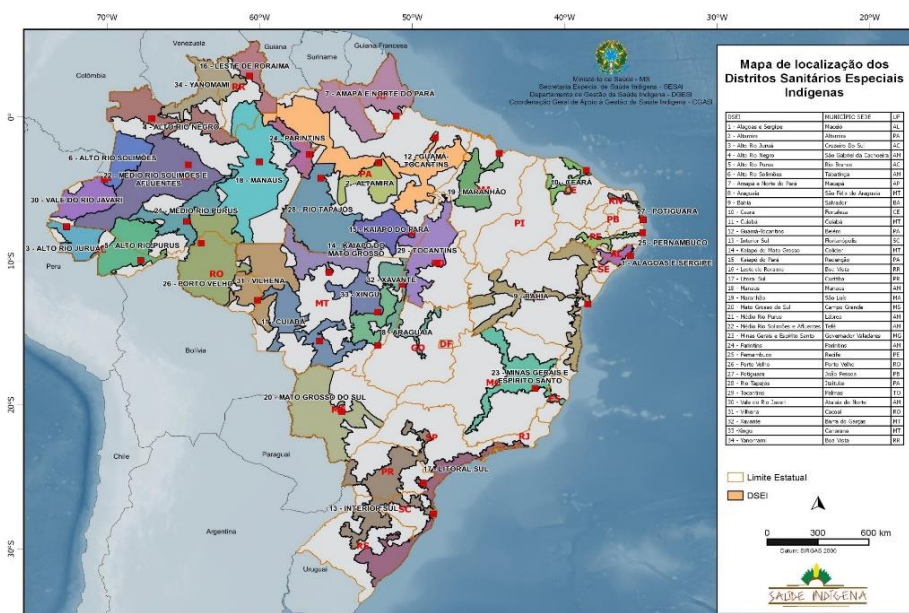 70°W
60°W
50°W
40°W
30°W
20°W
0°
10°S
20°S
30°S
Venezuela
Guiana
Suriname
Guiana Francesa
Colômbia
Peru
Bolívia
Paraguai
Chile
Argentina
Uruguai
Ministério da Saúde - MS
Secretaria Especial de Saúde Indígena - SESAI
Departamento de Gestão da Saúde Indígena - DGESI
Coordenação Geral de Apoio à Gestão da Saúde Indígena - CGASI
16 - LESTE DE RORAIMA
34 - YANOMAMI
RR
7 - AMAPÁ E NORTE DO PARÁ
4 - ALTO RIO NEGRO
6 - ALTO RIO SOLIMÕES
24 - PARINTINS
12 - GUAMÁ-
TOCANTINS
22 - MÉDIO RIO SOLIMÕES E
AFLUENTES
18 - MANAUS
PA
2 - ALTAMIRA
19 - MARANHÃO
10 - CEARÁ
30 - VALE DO RIO JAVARI
21 - MÉDIO RIO PURUS
28 - RIO TAPAJÓS
PI
RN
27 - POTIGUARA
PB
15 - KAIAPÓ DO PARÁ
3 - ALTO RIO JURUÁ
5 - ALTO RIO PURUS
14 - KAIAPÓ DO
MATO GROSSO
29 - TOCANTINS
PE
25 - PERNAMBUCO
AL
1 - ALAGOAS E SERGIPE
SE
RO
26 - PORTO VELHO
31 - VILHENA
32 - XAVANTE
33 - XINGU
MT
9 - BAHIA
11 - CUIABÁ
8 - ARAGUAIA
GO
DF
23 - MINAS GERAIS E
ESPÍRITO SANTO
20 - MATO GROSSO DO SUL
SP
RJ
PR
17 - LITORAL SUL
13 - INTERIOR SUL
SC
RS
Mapa de localização dos
Distritos Sanitários Especiais
Indígenas
DSEI MUNICÍPIO SEDE UF
1 - Alagoas e Sergipe Maceió AL
2 - Altamira Altamira PA
3 - Alto Rio Juruá Cruzeiro Do Sul AC
4 - Alto Rio Negro São Gabriel da Cachoeira AM
5 - Alto Rio Purus Rio Branco AC
6 - Alto Rio Solimões Tabatinga AM
7 - Amapá e Norte do Pará Macapá AP
8 - Araguaia São Félix do Araguaia MT
9 - Bahia Salvador BA
10 - Ceará Fortaleza CE
11 - Cuiabá Cuiabá MT
12 - Guamá-Tocantins Belém PA
13 - Interior Sul Florianópolis SC
14 - Kaiapó do Mato Grosso Colíder MT
15 - Kaiapó do Pará Redenção PA
16 - Leste de Roraima Boa Vista RR
17 - Litoral Sul Curitiba PR
18 - Manaus Manaus AM
19 - Maranhão São Luís MA
20 - Mato Grosso do Sul Campo Grande MS
21 - Médio Rio Purus Lábrea AM
22 - Médio Rio Solimões e Afluentes Tefé AM
23 - Minas Gerais e Espírito Santo Governador Valadares MG
24 - Parintins Parintins AM
25 - Pernambuco Recife PE
26 - Porto Velho Porto Velho RO
27 - Potiguara João Pessoa PB
28 - Rio Tapajós Itaituba PA
29 - Tocantins Palmas TO
30 - Vale do Rio Javari Atalaia do Norte AM
31 - Vilhena Cacoal RO
32 - Xavante Barra do Garças MT
33 - Xingu Canarana MT
34 - Yanomami Boa Vista RR
Limite Estadual
DSEI
0 300 600 km
Datum: SIRGAS 2000
SAÚDE INDÍGENA